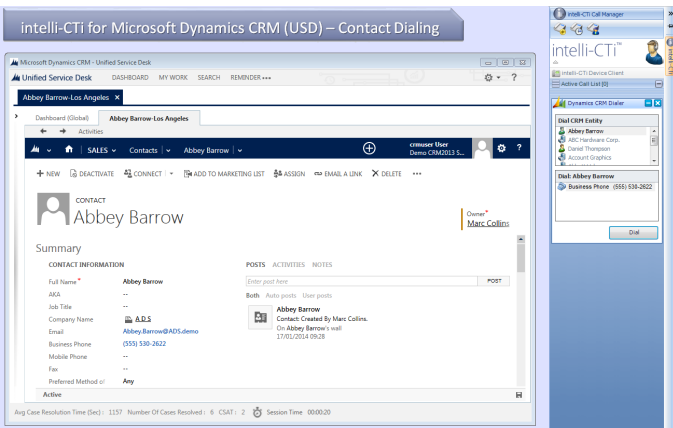 intelli-CTi for Microsoft Dynamics CRM (USD) – Contact Dialing
Microsoft Dynamics CRM - Unified Service Desk
Unified Service Desk DASHBOARD MY WORK SEARCH REMINDER ••• ?
Abbey Barrow-Los Angeles ×
Dashboard (Global) Abbey Barrow-Los Angeles
Activities
SALES Contacts Abbey Barrow crmuser User
Demo CRM2013 S... ?
+ NEW DEACTIVATE CONNECT ADD TO MARKETING LIST ASSIGN EMAIL A LINK DELETE •••
CONTACT
Abbey Barrow
Owner*
Marc Collins
Summary
CONTACT INFORMATION
Full Name* Abbey Barrow
AKA --
Job Title --
Company Name A D S
Email Abbey.Barrow@ADS.demo
Business Phone (555) 530-2622
Mobile Phone --
Fax --
Preferred Method of Any
POSTS ACTIVITIES NOTES
Enter post here POST
Both Auto posts User posts
Abbey Barrow
Contact: Created By Marc Collins.
On Abbey Barrow's wall
17/01/2014 09:28
Active
Avg Case Resolution Time (Sec) : 1157 Number Of Cases Resolved : 6 CSAT : 2 Session Time 00:00:20
intelli-CTi Call Manager
intelli-CTi™
intelli-CTi Device Client
Active Call List [0]
Dynamics CRM Dialer
Dial CRM Entity
Abbey Barrow
ABC Hardware Corp.
Daniel Thompson
Account Graphics
Dial: Abbey Barrow
Business Phone (555) 530-2622
Dial